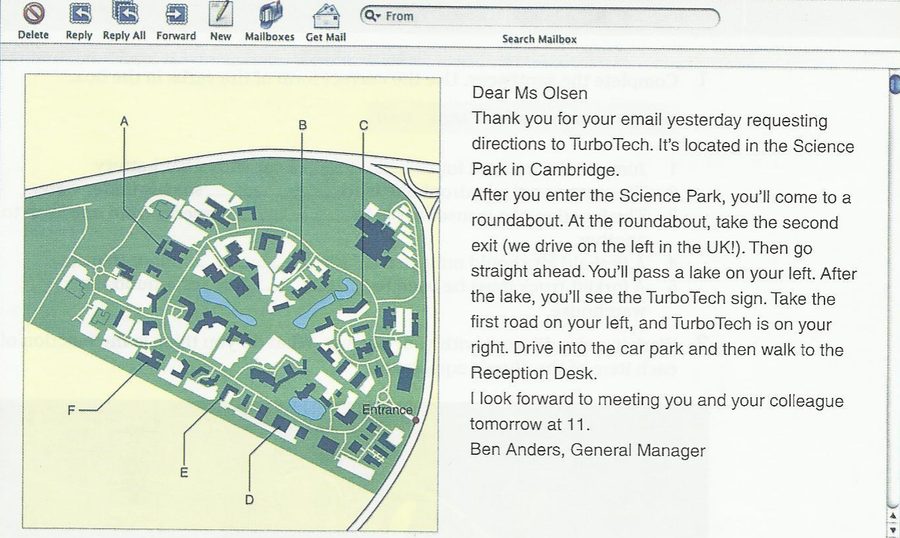 From
Delete Reply Reply All Forward New Mailboxes Get Mail
Search Mailbox
A B C
Entrance
F
E
D
Dear Ms Olsen
Thank you for your email yesterday requesting
directions to TurboTech. It's located in the Science
Park in Cambridge.
After you enter the Science Park, you'll come to a
roundabout. At the roundabout, take the second
exit (we drive on the left in the UK!). Then go
straight ahead. You'll pass a lake on your left. After
the lake, you'll see the TurboTech sign. Take the
first road on your left, and TurboTech is on your
right. Drive into the car park and then walk to the
Reception Desk.
I look forward to meeting you and your colleague
tomorrow at 11.
Ben Anders, General Manager